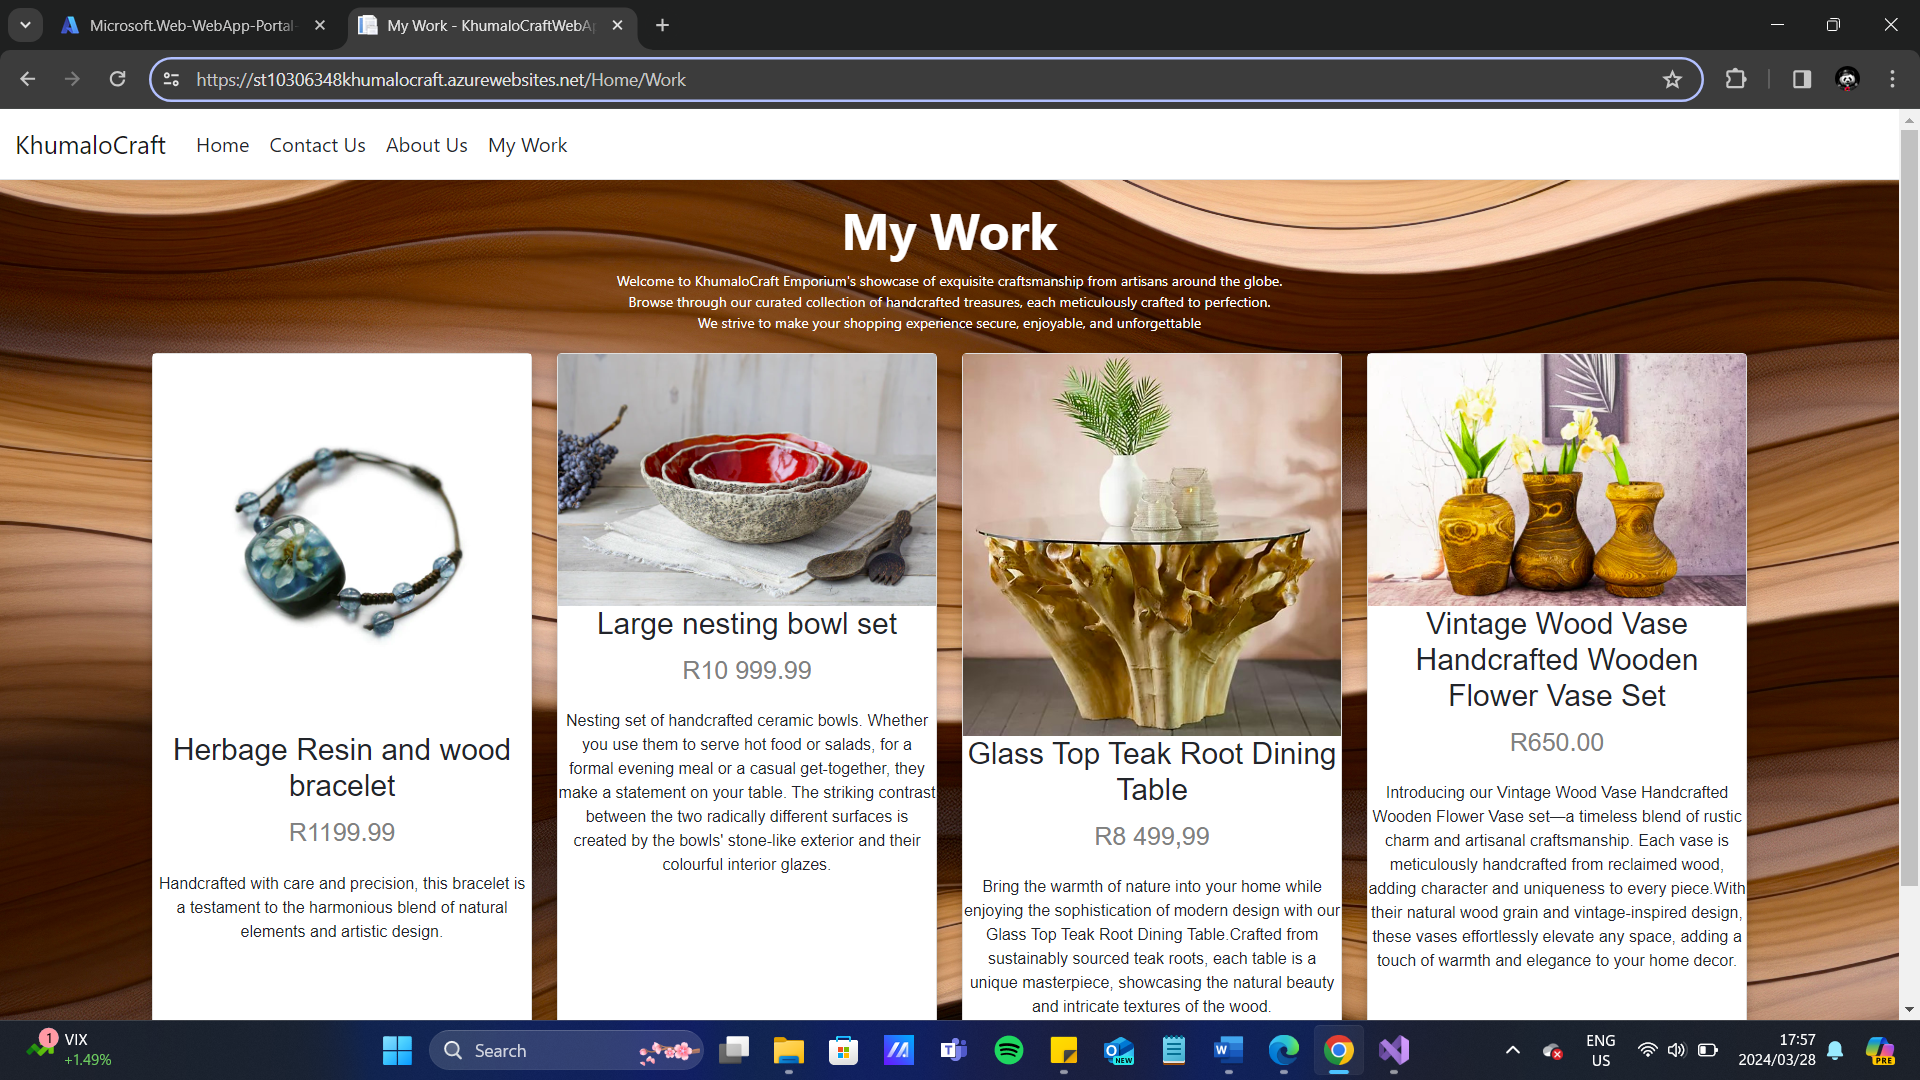 Microsoft.Web-WebApp-Portal-
My Work - KhumaloCraftWebAp
https://st10306348khumalocraft.azurewebsites.net/Home/Work
KhumaloCraft Home Contact Us About Us My Work
My Work
Welcome to KhumaloCraft Emporium's showcase of exquisite craftsmanship from artisans around the globe.
Browse through our curated collection of handcrafted treasures, each meticulously crafted to perfection.
We strive to make your shopping experience secure, enjoyable, and unforgettable
Herbage Resin and wood
bracelet
R1199.99
Handcrafted with care and precision, this bracelet is
a testament to the harmonious blend of natural
elements and artistic design.
Large nesting bowl set
R10 999.99
Nesting set of handcrafted ceramic bowls. Whether
you use them to serve hot food or salads, for a
formal evening meal or a casual get-together, they
make a statement on your table. The striking contrast
between the two radically different surfaces is
created by the bowls' stone-like exterior and their
colourful interior glazes.
Glass Top Teak Root Dining
Table
R8 499,99
Bring the warmth of nature into your home while
enjoying the sophistication of modern design with our
Glass Top Teak Root Dining Table.Crafted from
sustainably sourced teak roots, each table is a
unique masterpiece, showcasing the natural beauty
and intricate textures of the wood.
Vintage Wood Vase
Handcrafted Wooden
Flower Vase Set
R650.00
Introducing our Vintage Wood Vase Handcrafted
Wooden Flower Vase set—a timeless blend of rustic
charm and artisanal craftsmanship. Each vase is
meticulously handcrafted from reclaimed wood,
adding character and uniqueness to every piece.With
their natural wood grain and vintage-inspired design,
these vases effortlessly elevate any space, adding a
touch of warmth and elegance to your home decor.
1
VIX
+1.49%
Search
NEW
ENG
US
17:57
2024/03/28
PRE